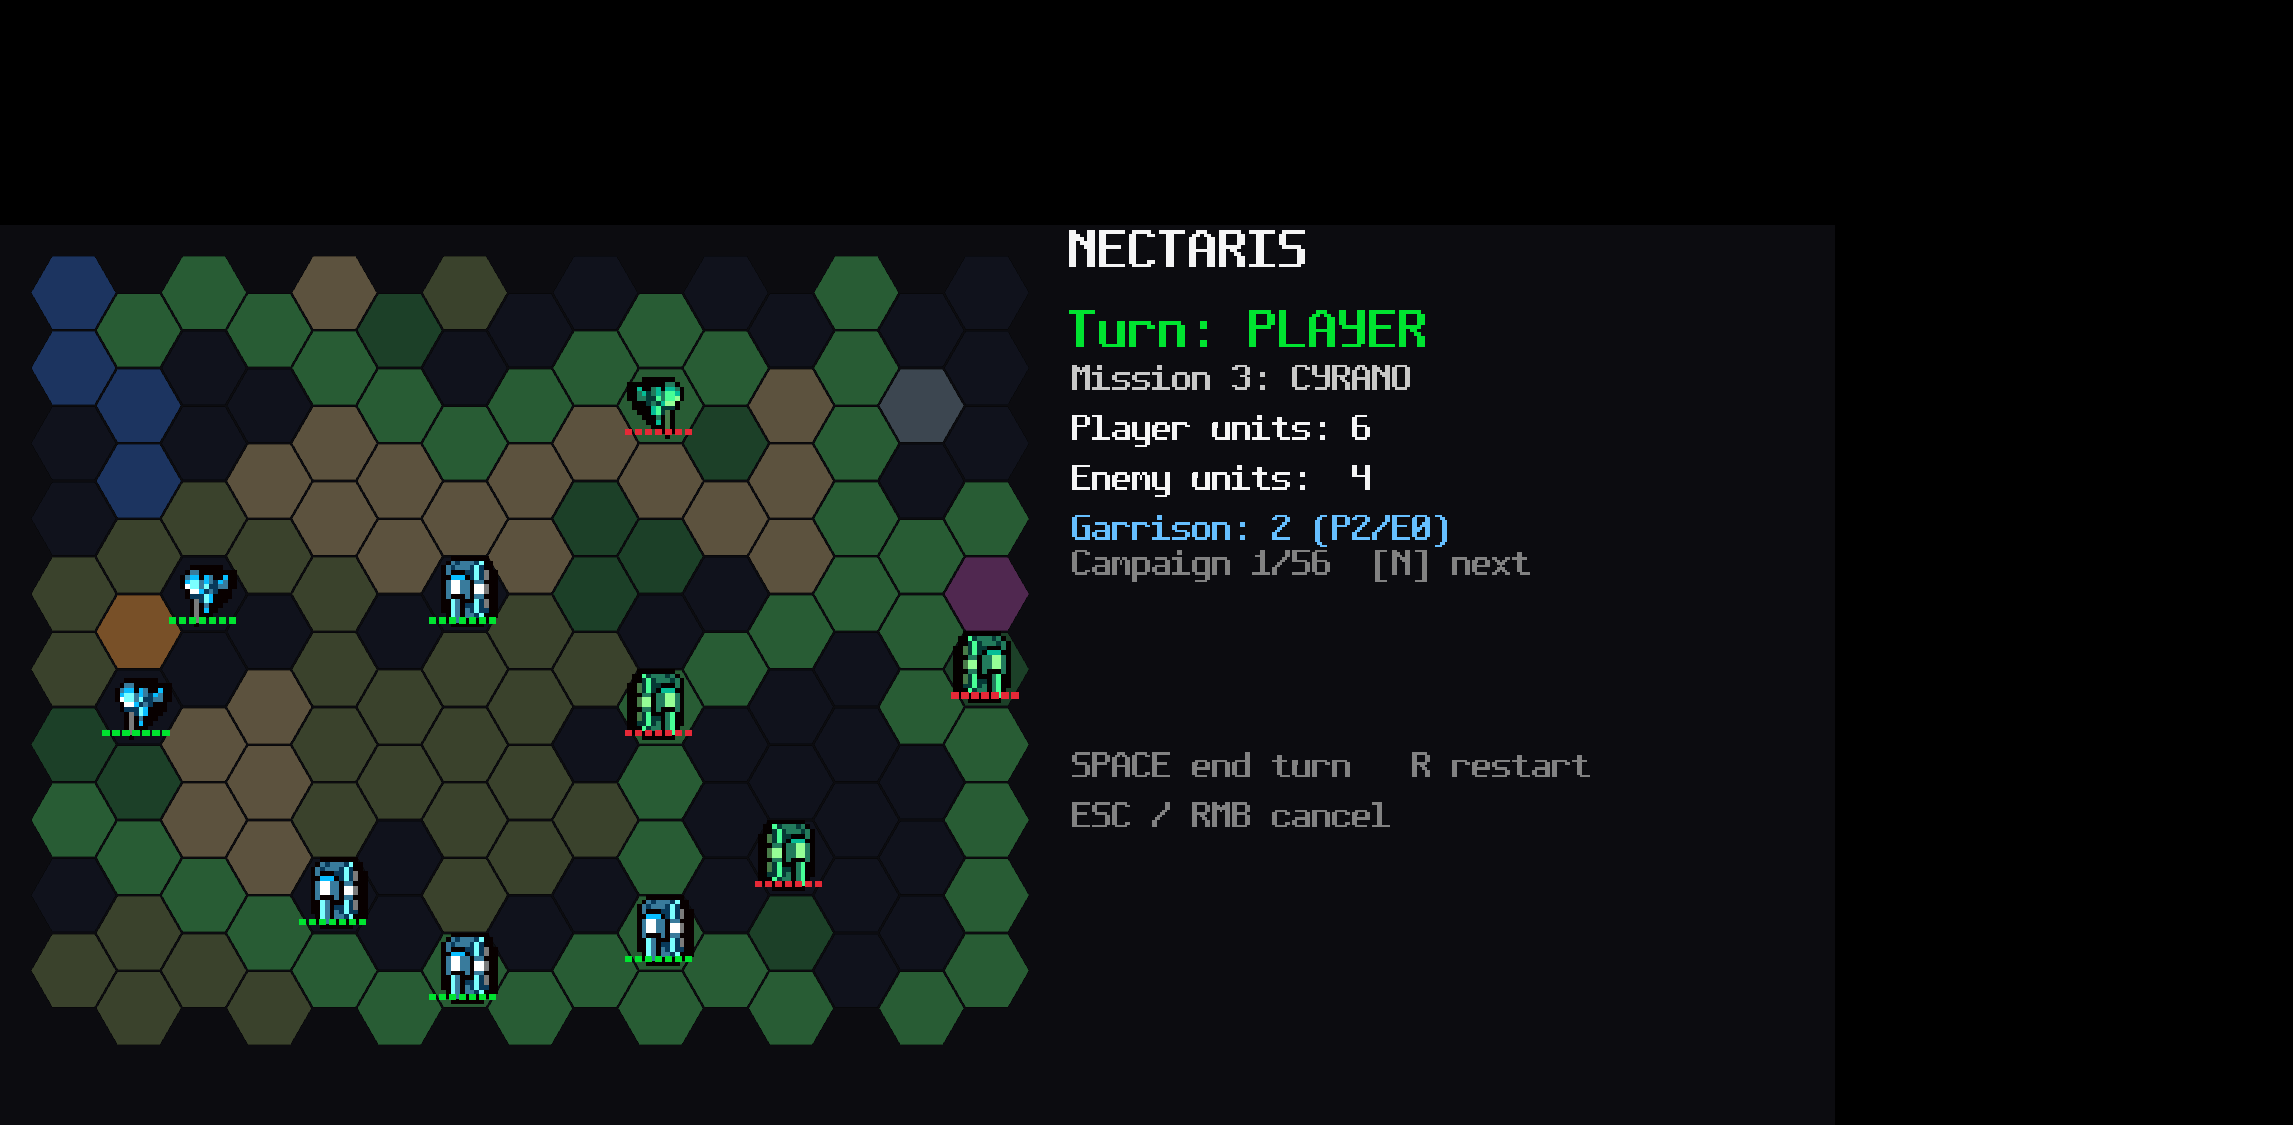 NECTARIS
Turn: PLAYER
Mission 3: CYRANO
Player units: 6
Enemy units:  4
Garrison: 2 (P2/E0)
Campaign 1/56  [N] next
SPACE end turn   R restart
ESC / RMB cancel